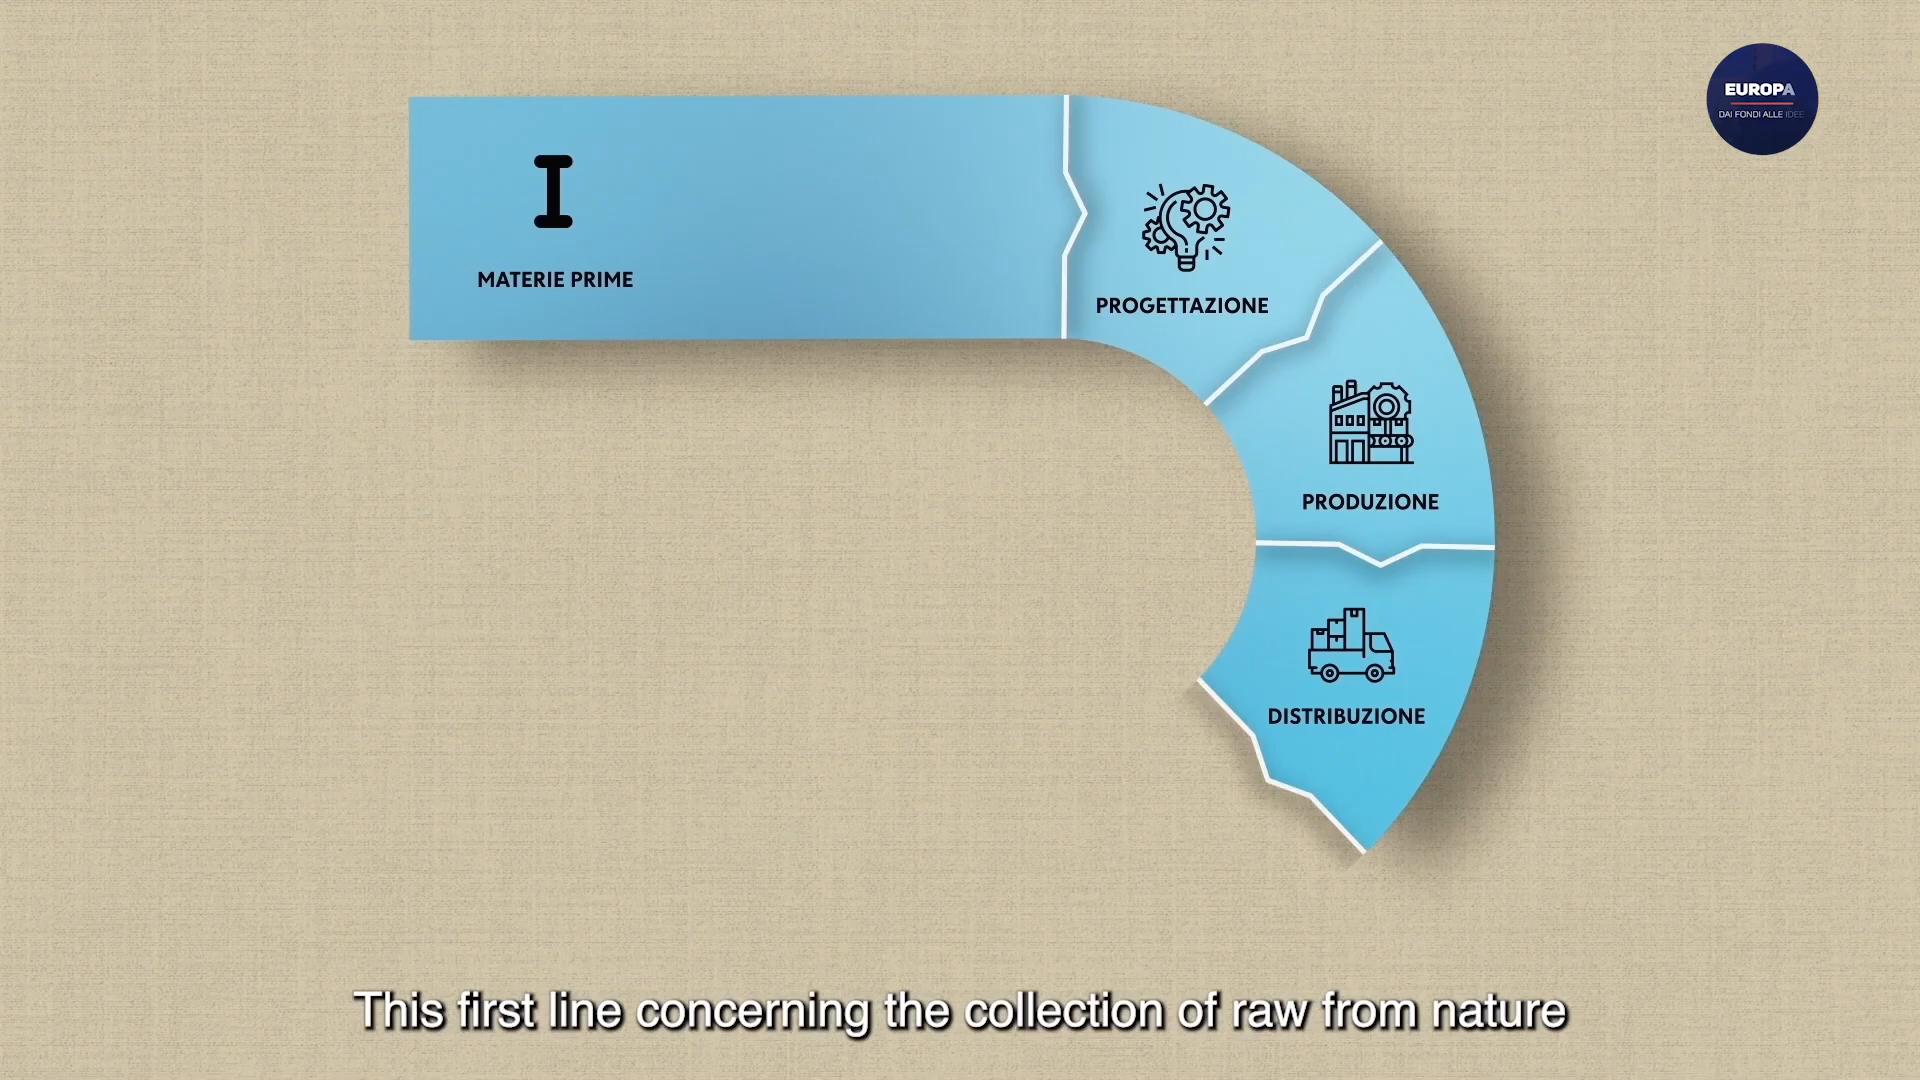 EUROPA
DAI FONDI ALLE IDEE
MATERIE PRIME
PROGETTAZIONE
PRODUZIONE
DISTRIBUZIONE
This first line concerning the collection of raw from nature